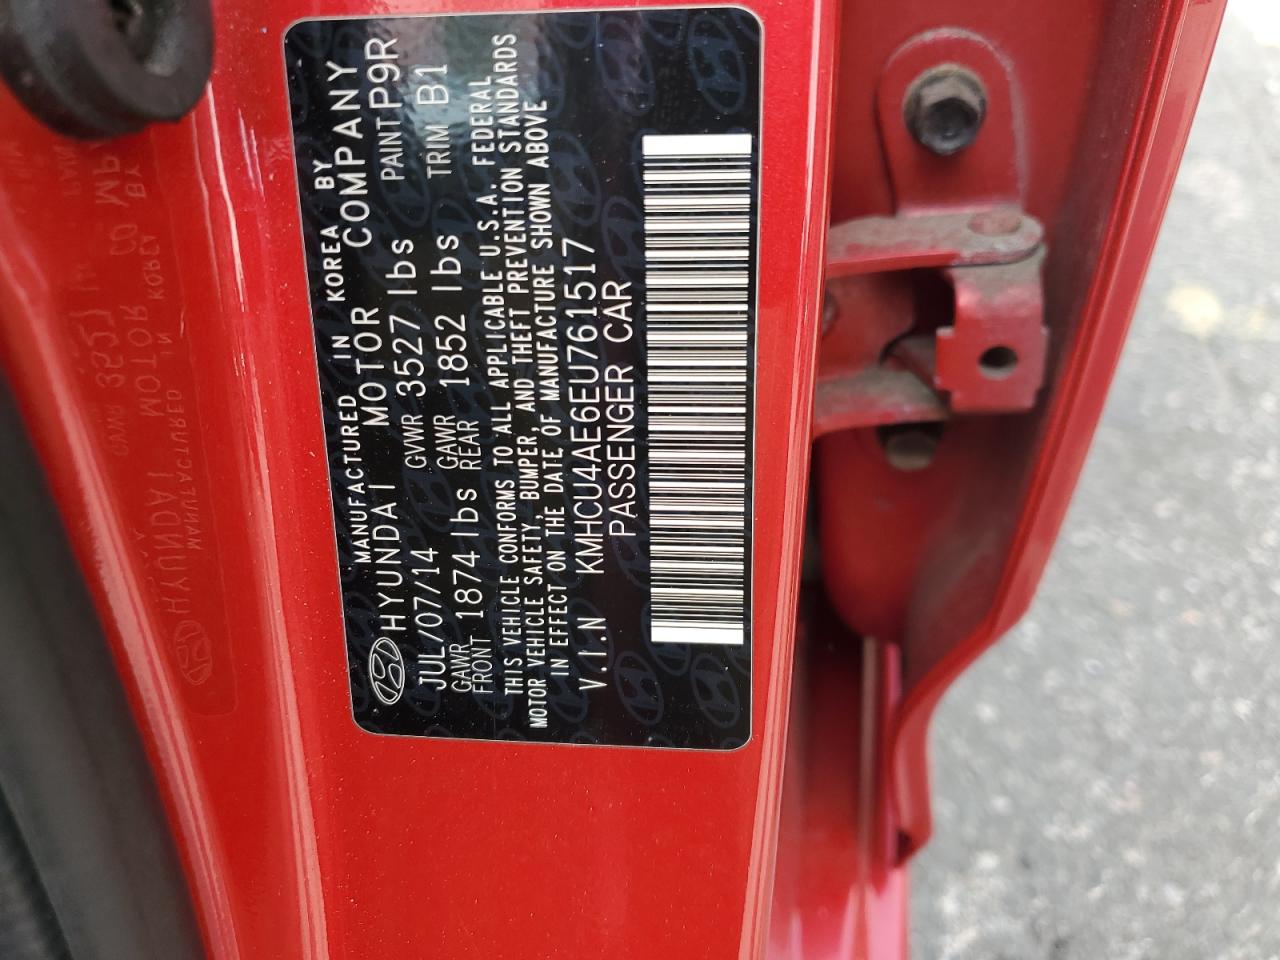 MANUFACTURED IN KOREA BY
HYUNDAI MOTOR COMPANY
JUL/07/14 GVWR 3527 lbs PAINT P9R
GAWR FRONT 1874 lbs GAWR REAR 1852 lbs TRIM B1
THIS VEHICLE CONFORMS TO ALL APPLICABLE U.S.A. FEDERAL
MOTOR VEHICLE SAFETY, BUMPER, AND THEFT PREVENTION STANDARDS
IN EFFECT ON THE DATE OF MANUFACTURE SHOWN ABOVE
V.I.N KMHCU4AE6EU761517
PASSENGER CAR